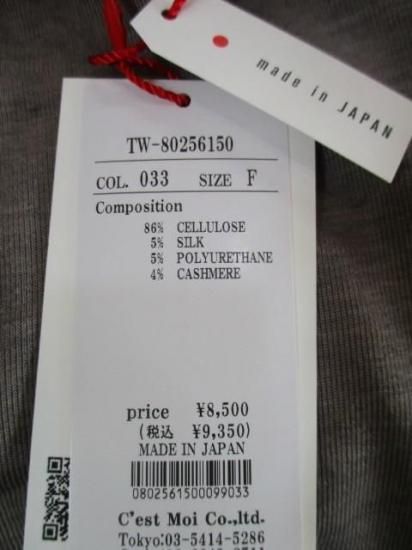 made in JAPAN
TW-80256150
COL. 033 SIZE F
Composition
86% CELLULOSE
5% SILK
5% POLYURETHANE
4% CASHMERE
price ¥8,500
(税込 ¥9,350)
MADE IN JAPAN
0802561500099033
C'est Moi Co.,ltd.
Tokyo:03-5414-5286